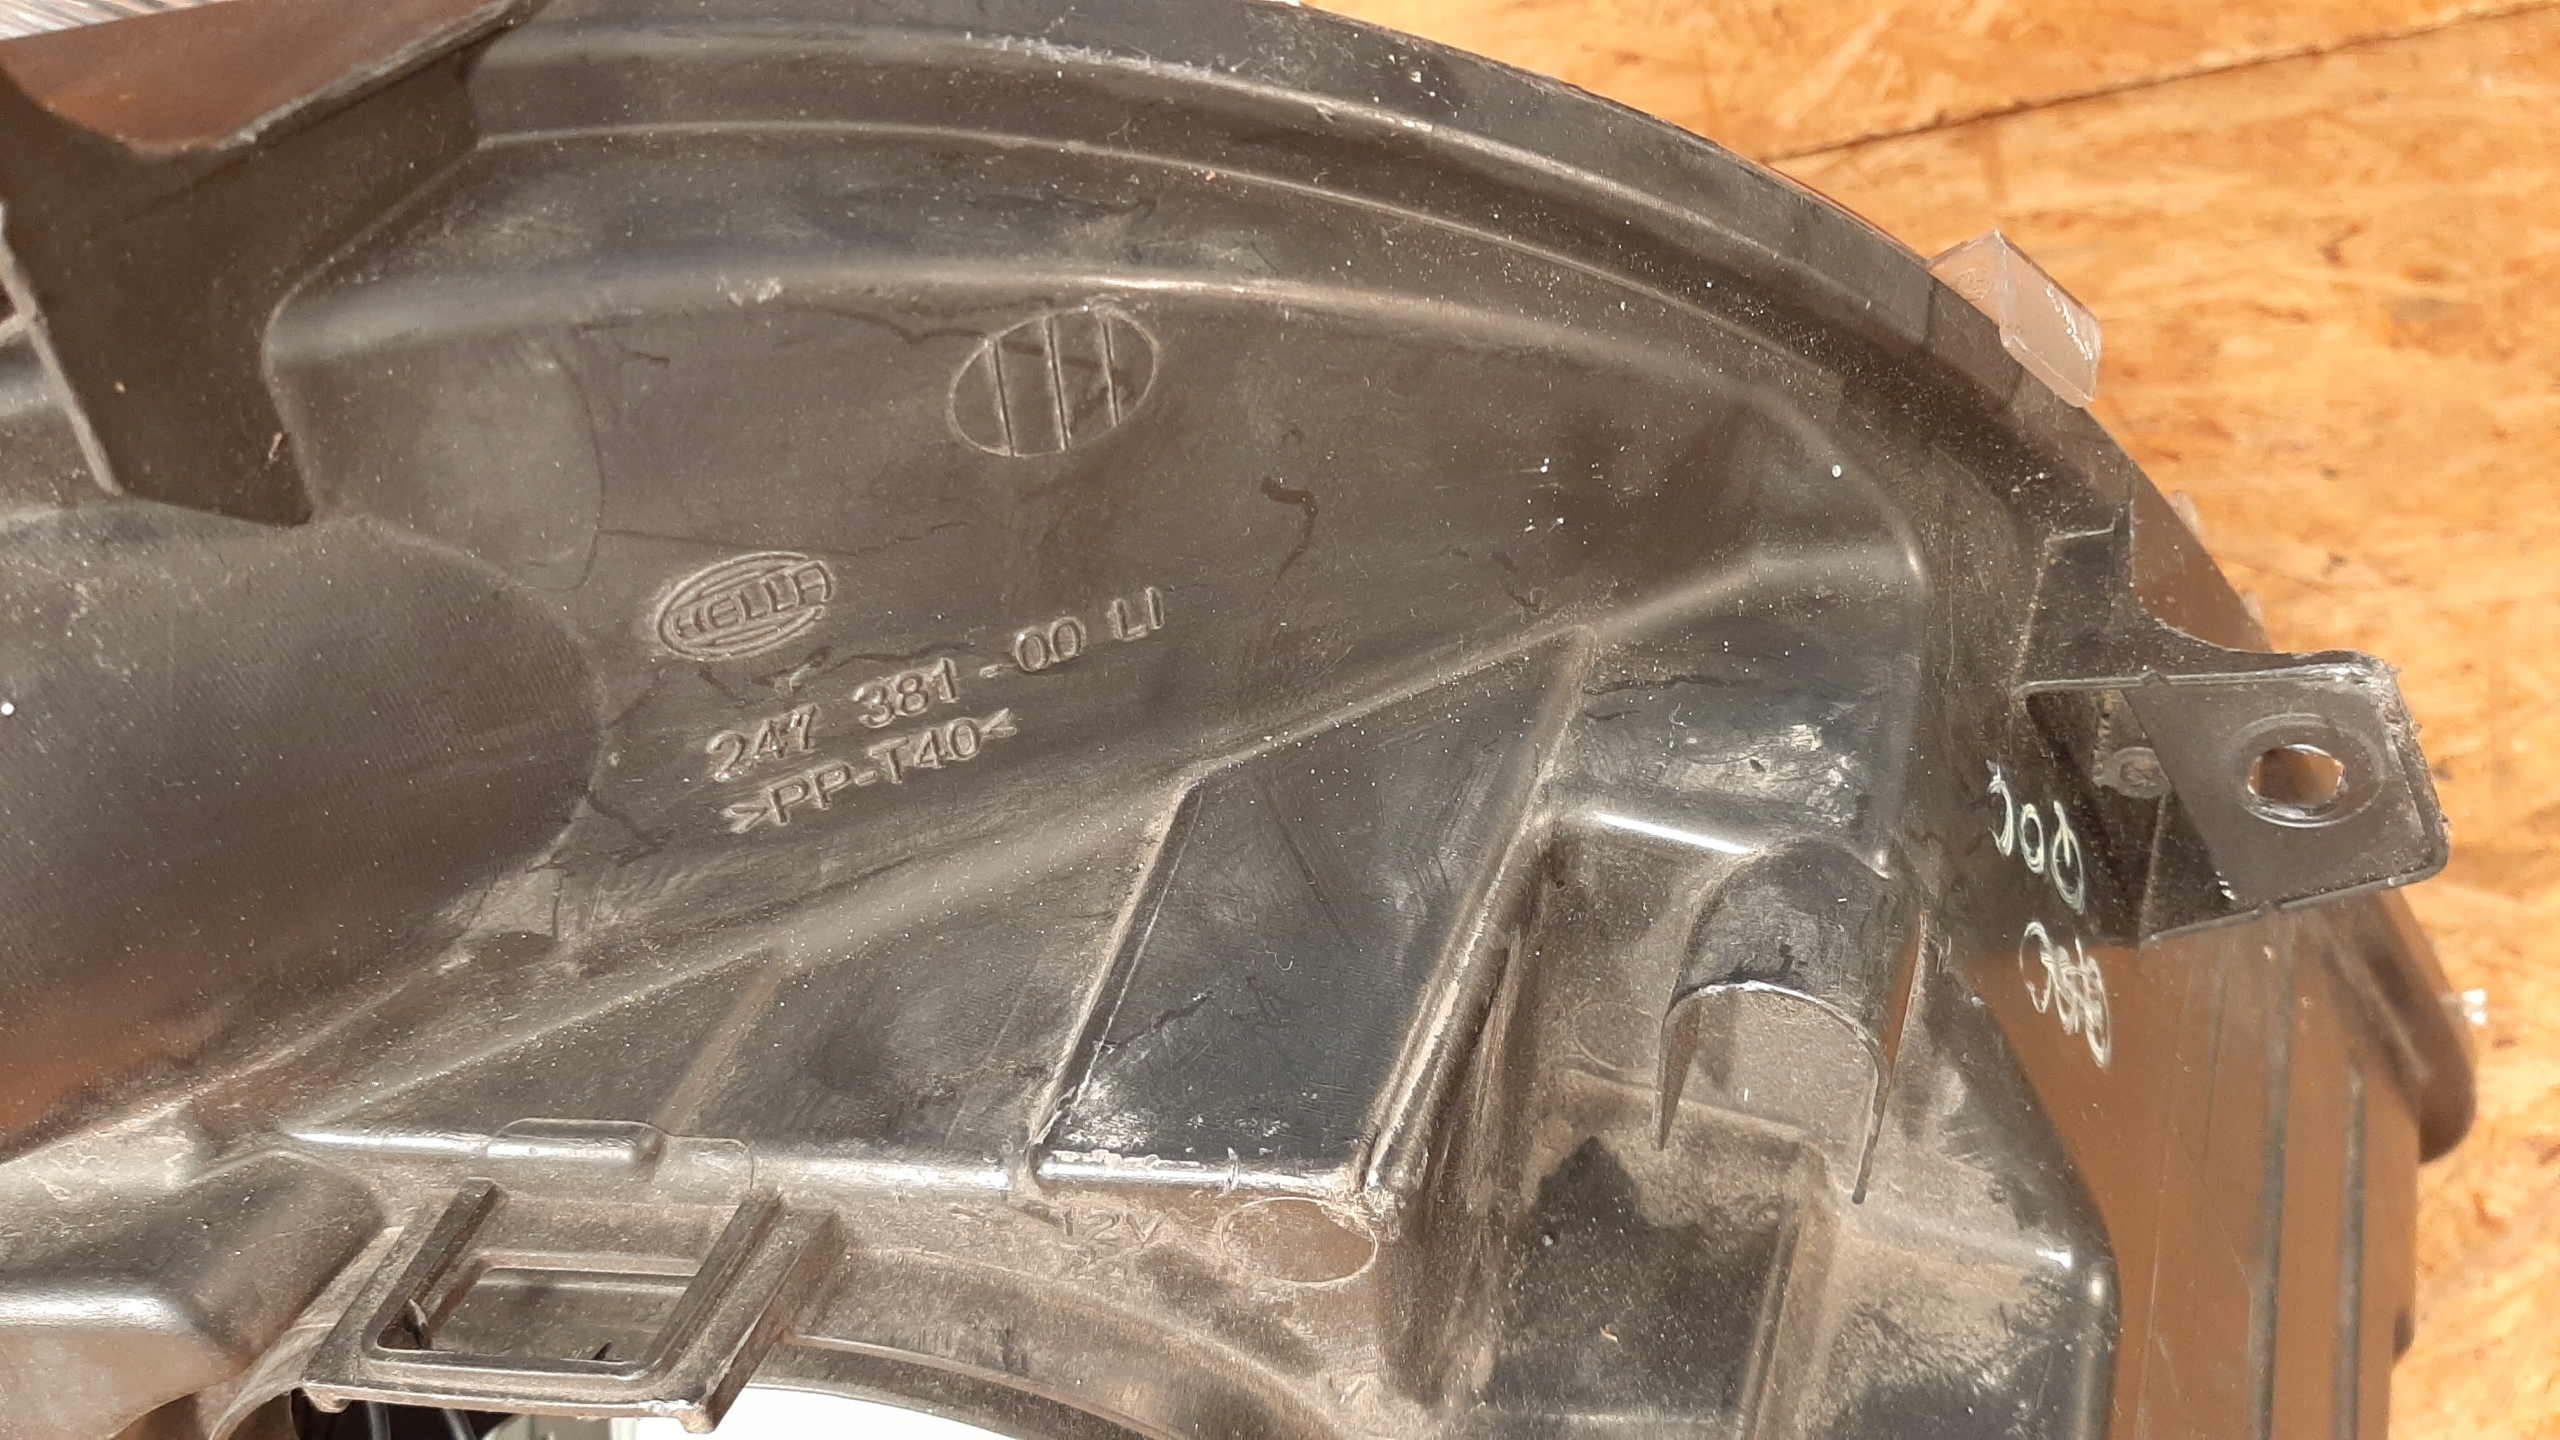 HELLA
247 381-00 LI
>PP-T40<
12V